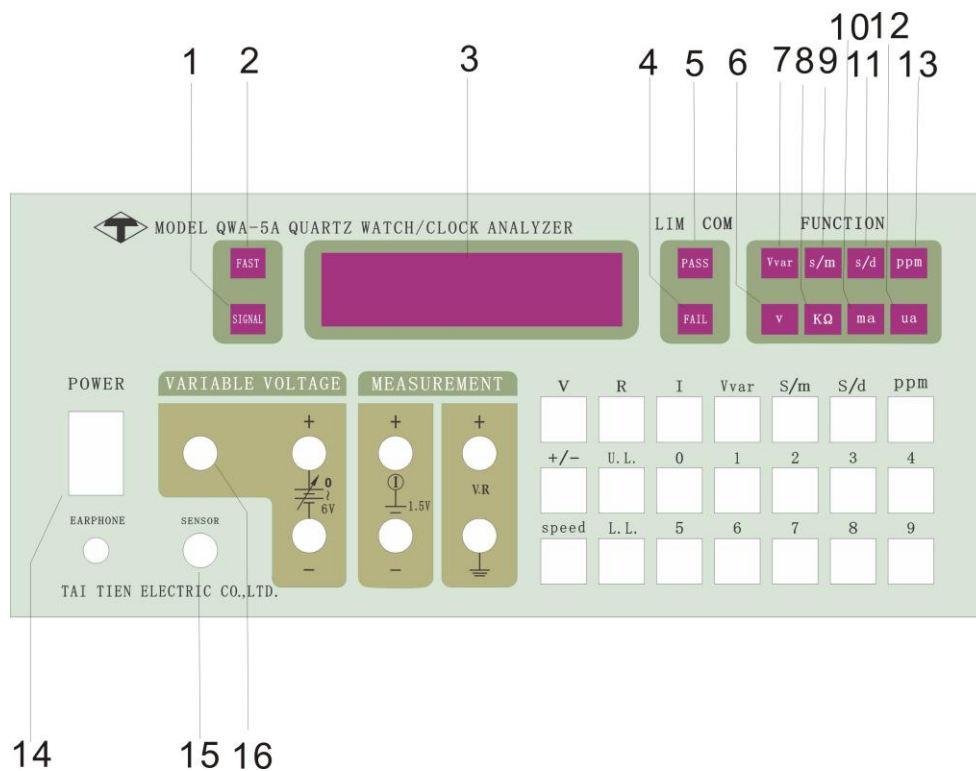 10 12
1 2 3 4 5 6 7 8 9 11 13
MODEL QWA-5A QUARTZ WATCH/CLOCK ANALYZER LIM COM FUNCTION
FAST PASS Vvar s/m s/d ppm
SIGNAL FAIL v KΩ ma ua
POWER VARIABLE VOLTAGE MEASUREMENT V R I Vvar S/m S/d ppm
+ + +
+/- U.L. 0 1 2 3 4
0 ~ 6V I 1.5V V.R
EARPHONE SENSOR speed L.L. 5 6 7 8 9
- -
TAI TIEN ELECTRIC CO.,LTD.
14 15 16